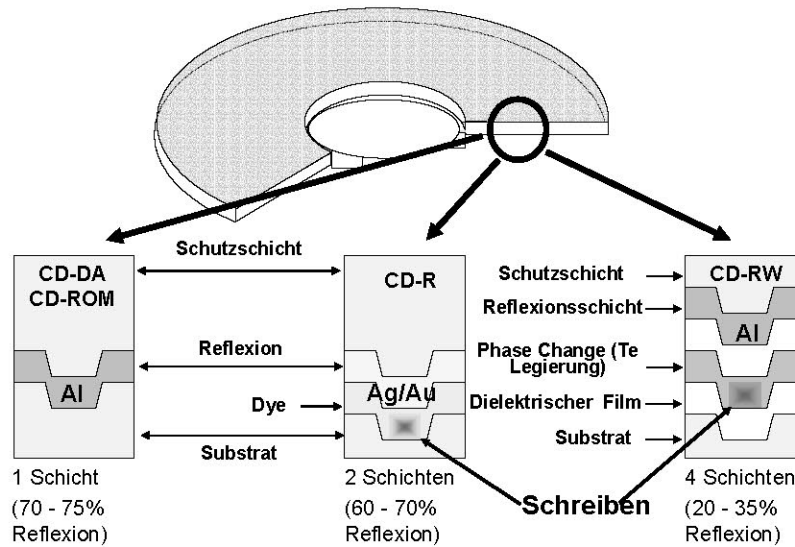 Schutzschicht
CD-DA
CD-ROM
CD-R
Schutzschicht
CD-RW
Reflexionsschicht
Al
Reflexion
Phase Change (Te
Legierung)
Al
Ag/Au
Dye
Dielektrischer Film
Substrat
Substrat
1 Schicht
(70 - 75%
Reflexion)
2 Schichten
(60 - 70%
Reflexion)
Schreiben
4 Schichten
(20 - 35%
Reflexion)